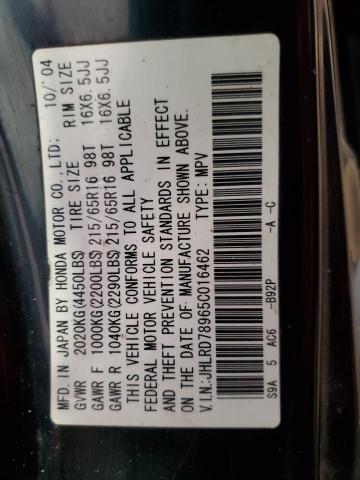 MFD. IN JAPAN BY HONDA MOTOR CO., LTD: 10/'04
GVWR 2020KG(4450LBS) TIRE SIZE RIM SIZE
GAWR F 1000KG(2200LBS) 215/65R16 98T 16X6.5JJ
GAWR R 1040KG(2290LBS) 215/65R16 98T 16X6.5JJ
THIS VEHICLE CONFORMS TO ALL APPLICABLE
FEDERAL MOTOR VEHICLE SAFETY
AND THEFT PREVENTION STANDARDS IN EFFECT
ON THE DATE OF MANUFACTURE SHOWN ABOVE.
V.I.N.:JHLRD78965C016462 TYPE: MPV
S9A 5 AC6 -B92P -A -C